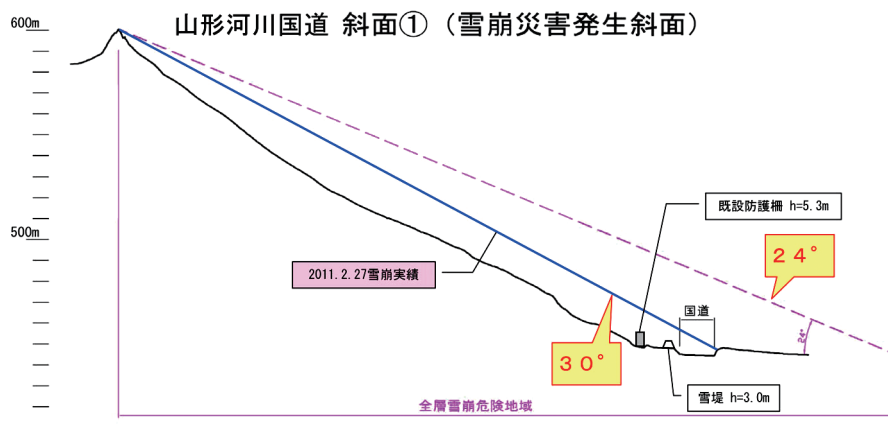 山形河川国道 斜面①（雪崩災害発生斜面）
600m
既設防護柵 h=5.3m
500m
24°
2011.2.27雪崩実績
国道
24°
30°
雪堤 h=3.0m
全層雪崩危険地域